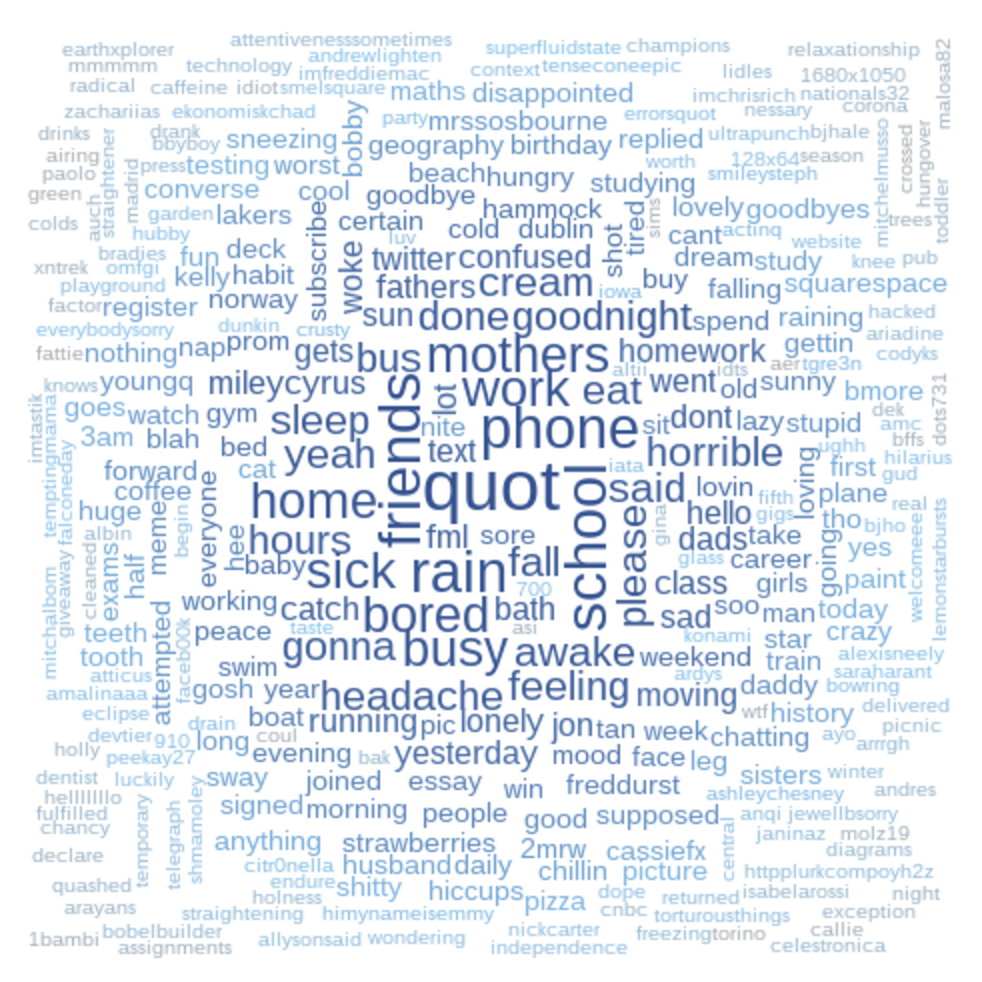 earthxplorer attentivenesssometimes superfluidstate champions relaxationship
mmmmm technology andrewlighten context tenseconeepic lidles 1680x1050 malosa82
radical caffeine idiot smelsquare imfreddiemac maths disappointed imchrisrich nationals32
zachariias ekonomiskchad bobby party mrssosbourne errorsquot nessary corona
drinks drank bbyboy sneezing geography birthday replied ultrapunch bjhale
airing straightener madrid press testing worst worth 128x64 season michelmusso crossed hungover
paolo converse cool beach hungry studying smileysteph
green auch garden lakers certain goodbye hammock sims lovely goodbyes trees toddler
colds hubby luv cold dublin shot tired cant actinq website
bradies fun deck subscribe woke twitter confused dream study knee pub
xntrek omfgi kelly habit fathers cream iowa buy falling squarespace
playground
factor register norway sun done goodnight spend raining hacked
everybodysorry dunkin crusty ariadine
fattie nothing nap prom gets bus mothers homework gettin codyks
knows youngq mileycyrus lot work eat altii went idts old aer tgre3n sunny bmore dots731
imtastik goes watch gym sleep friends nite phone sit dont lazy stupid dek amc
temptingmama 3am blah bed yeah text horrible ughh bffs hilarius
falconeday forward cat iata loving first gud
coffee everyone home quot school said lovin fifth plane
huge meme begin gina hello gigs tho bjho real
albin hee hours fml sore please dads take going yes welcomeee lemonstarbursts
cleaned exams half baby sick rain fall glass career
giveaway 700 class girls paint
mitchalbom working catch bored bath sad soo man today
teeth attempted faceb00k peace taste asi konami star crazy
tooth gonna busy awake weekend train alexisneely
atticus swim ardys saraharant
amalinaaa gosh year headache feeling moving daddy bowring
eclipse drain boat running pic lonely jon tan week wtf history delivered
devtier 910 long coul chatting ayo picnic
holly peekay27 evening bak yesterday mood face leg arrrgh
dentist luckily sway joined essay win freddurst sisters winter
helllllllo ashleychesney andres
fulfilled temporary telegraph shmamoley signed morning people good supposed central anqi jewellbsorry
chancy anything strawberries 2mrw cassiefx janinaz molz19
declare diagrams
citr0nella husband daily chillin picture httpplurkcompoyh2z
quashed endure shitty hiccups pizza dope returned isabelarossi night
arayans holness cnbc
straightening himynameisemmy torturousthings exception
1bambi bobelbuilder allysonsaid wondering nickcarter freezing torino callie
assignments independence celestronica